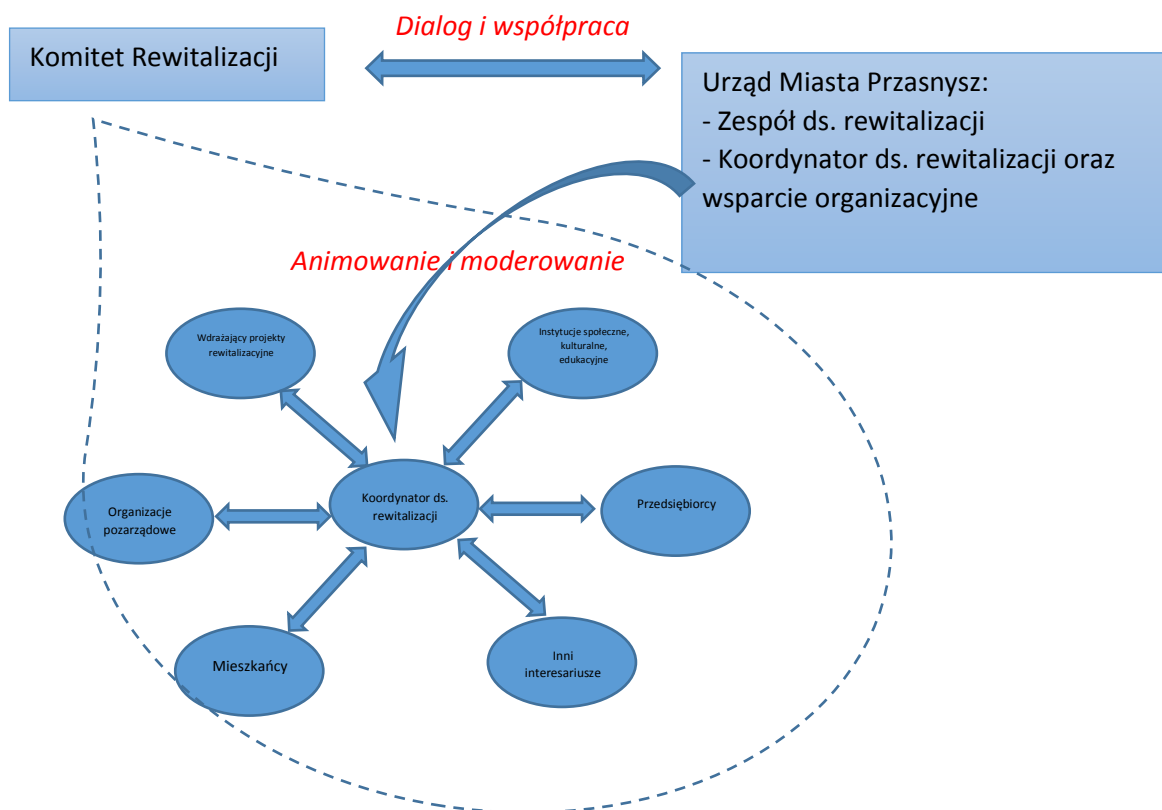 Dialog i współpraca
Komitet Rewitalizacji
Urząd Miasta Przasnysz:
- Zespół ds. rewitalizacji
- Koordynator ds. rewitalizacji oraz
wsparcie organizacyjne
Animowanie i moderowanie
Wdrażający projekty
rewitalizacyjne
Instytucje społeczne,
kulturalne,
edukacyjne
Organizacje
pozarządowe
Koordynator ds.
rewitalizacji
Przedsiębiorcy
Mieszkańcy
Inni
interesariusze